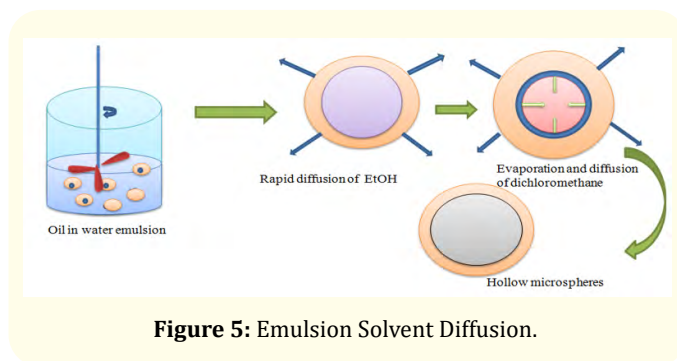 Oil in water emulsion
Rapid diffusion of EtOH
Evaporation and diffusion
of dichloromethane
Hollow microspheres
Figure 5: Emulsion Solvent Diffusion.